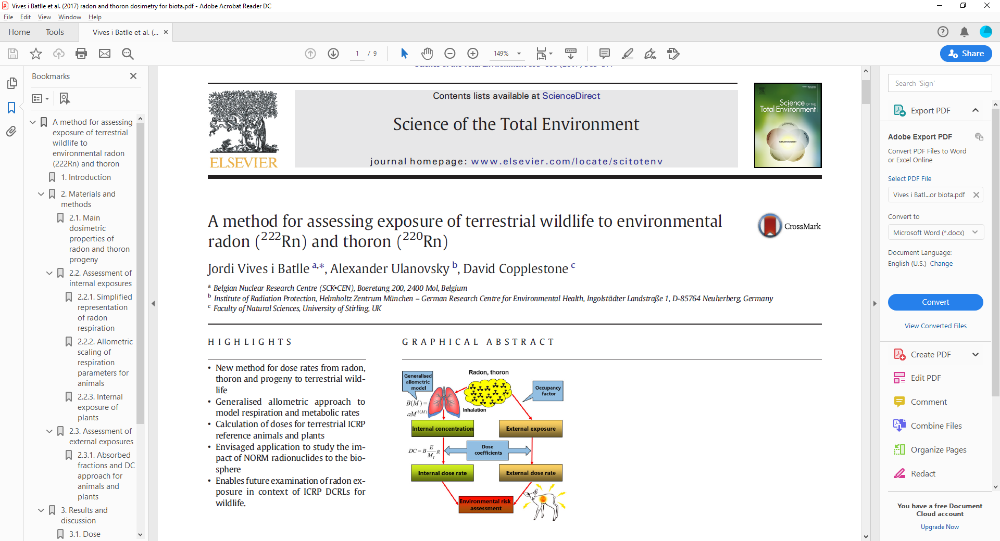 Vives i Batlle et al. (2017) radon and thoron dosimetry for biota.pdf - Adobe Acrobat Reader DC
File Edit View Window Help
Home Tools Vives i Batlle et al. (...
1 / 9 149% Share
Bookmarks
A method for assessing
exposure of terrestrial
wildlife to
environmental radon
(222Rn) and thoron
1. Introduction
2. Materials and
methods
2.1. Main
dosimetric
properties of
radon and thoron
progeny
2.2. Assessment of
internal exposures
2.2.1. Simplified
representation
of radon
respiration
2.2.2. Allometric
scaling of
respiration
parameters for
animals
2.2.3. Internal
exposure of
plants
2.3. Assessment of
external exposures
2.3.1. Absorbed
fractions and DC
approach for
animals and
plants
3. Results and
discussion
3.1. Dose
Contents lists available at ScienceDirect
Science of the Total Environment
journal homepage: www.elsevier.com/locate/scitotenv
ELSEVIER
Science OF THE
Total Environment
TOTAL ENVIRONMENT
A method for assessing exposure of terrestrial wildlife to environmental
radon (²²²Rn) and thoron (²²⁰Rn)
CrossMark
Jordi Vives i Batlle a,*, Alexander Ulanovsky b, David Copplestone c
a Belgian Nuclear Research Centre (SCK•CEN), Boeretang 200, 2400 Mol, Belgium
b Institute of Radiation Protection, Helmholtz Zentrum München – German Research Centre for Environmental Health, Ingolstädter Landstraße 1, D-85764 Neuherberg, Germany
c Faculty of Natural Sciences, University of Stirling, UK
HIGHLIGHTS
• New method for dose rates from radon,
thoron and progeny to terrestrial wild-
life
• Generalised allometric approach to
model respiration and metabolic rates
• Calculation of doses for terrestrial ICRP
reference animals and plants
• Envisaged application to study the im-
pact of NORM radionuclides to the bio-
sphere
• Enables future examination of radon ex-
posure in context of ICRP DCRLs for
wildlife.
GRAPHICAL ABSTRACT
Generalised
allometric
model
Radon, thoron
Occupancy
factor
B(M) =
aM^b(M)
Inhalation
Internal concentration
External exposure
DC = B E/M_T g
Dose
coefficients
Internal dose rate
External dose rate
Environmental risk
assessment
Search 'Sign'
Export PDF
Adobe Export PDF
Convert PDF Files to Word
or Excel Online
Select PDF File
Vives i Batl...or biota.pdf
Convert to
Microsoft Word (*.docx)
Document Language:
English (U.S.) Change
Convert
View Converted Files
Create PDF
Edit PDF
Comment
Combine Files
Organize Pages
Redact
You have a free Document
Cloud account
Upgrade Now